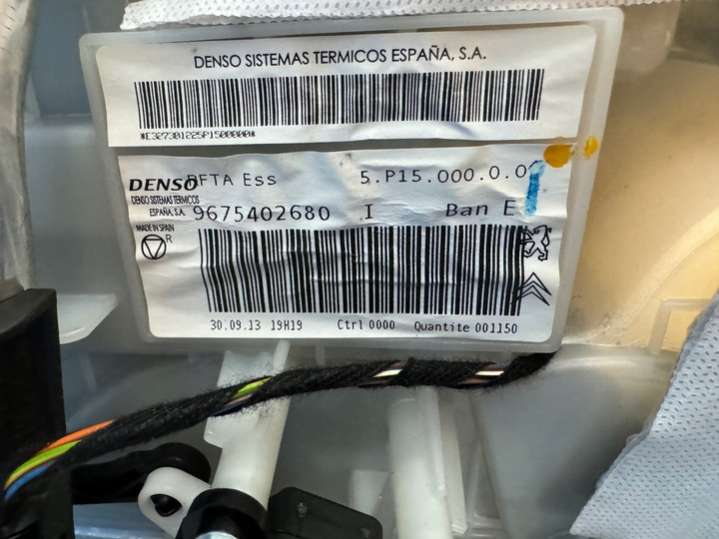 DENSO SISTEMAS TERMICOS ESPAÑA, S.A.
*E327301225P1500000*
DENSO
DENSO SISTEMAS TERMICOS
ESPAÑA, S.A.
MADE IN SPAIN
R
BFTA Ess 5.P15.000.0.0
9675402680 I Ban E
30.09.13 19H19 Ctrl 0000 Quantite 001150